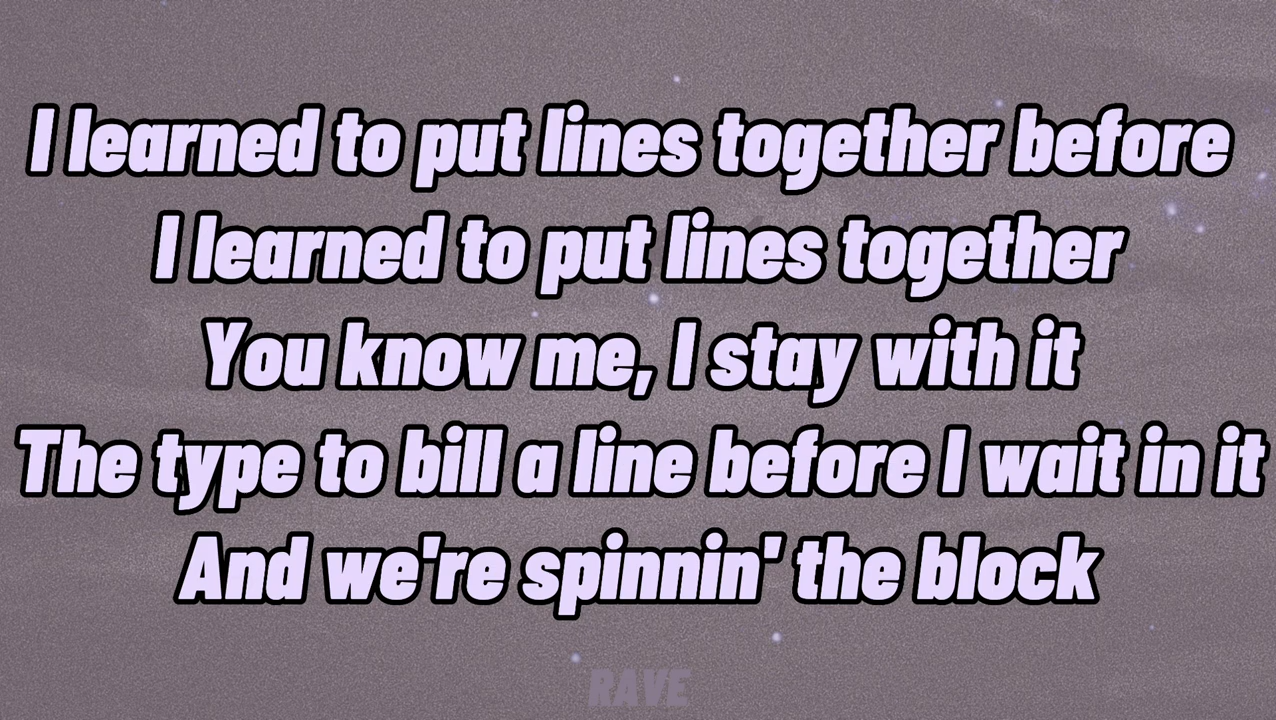 I learned to put lines together before
I learned to put lines together
You know me, I stay with it
The type to bill a line before I wait in it
And we're spinnin' the block
RAVE